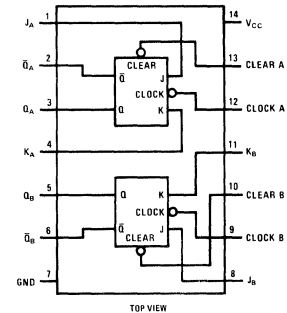 J_A 1 14 V_CC
Q̅_A 2 CLEAR 13 CLEAR A
Q̅ J
CLOCK
Q_A 3 Q K 12 CLOCK A
K_A 4 11 K_B
Q_B 5 Q K 10 CLEAR B
CLOCK
Q̅_B 6 Q̅ J 9 CLOCK B
CLEAR
GND 7 8 J_B
TOP VIEW